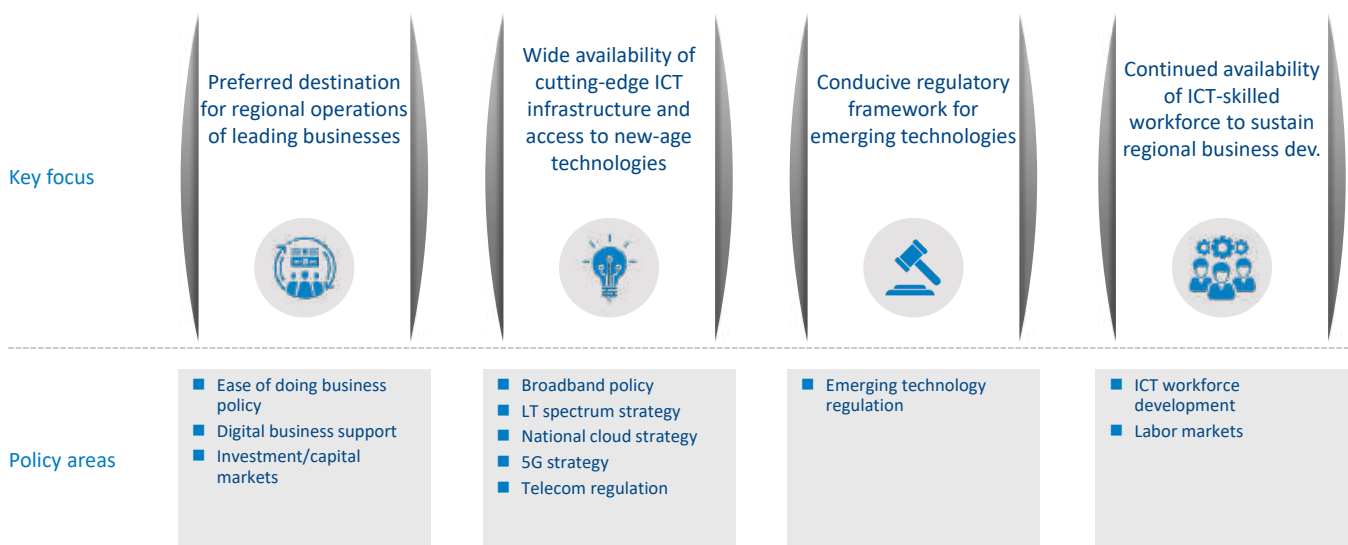 Key focus
Preferred destination
for regional operations
of leading businesses
Wide availability of
cutting-edge ICT
infrastructure and
access to new-age
technologies
Conducive regulatory
framework for
emerging technologies
Continued availability
of ICT-skilled
workforce to sustain
regional business dev.
Policy areas
Ease of doing business
policy
Digital business support
Investment/capital
markets
Broadband policy
LT spectrum strategy
National cloud strategy
5G strategy
Telecom regulation
Emerging technology
regulation
ICT workforce
development
Labor markets